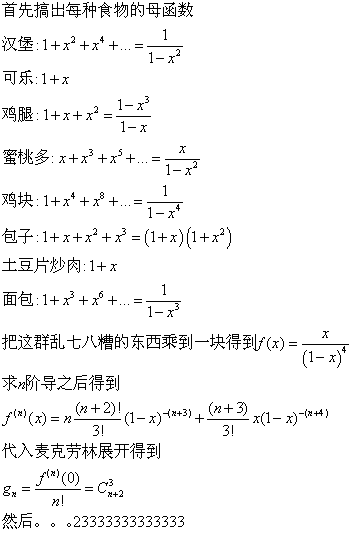 首先搞出每种食物的母函数
汉堡:1+x^2+x^4+...=\frac{1}{1-x^2}
可乐:1+x
鸡腿:1+x+x^2=\frac{1-x^3}{1-x}
蜜桃多:x+x^3+x^5+...=\frac{x}{1-x^2}
鸡块:1+x^4+x^8+...=\frac{1}{1-x^4}
包子:1+x+x^2+x^3=(1+x)(1+x^2)
土豆片炒肉:1+x
面包:1+x^3+x^6+...=\frac{1}{1-x^3}
把这群乱七八糟的东西乘到一块得到f(x)=\frac{x}{(1-x)^4}
求n阶导之后得到
f^{(n)}(x)=n\frac{(n+2)!}{3!}(1-x)^{-(n+3)}+\frac{(n+3)}{3!}x(1-x)^{-(n+4)}
代入麦克劳林展开得到
g_n=\frac{f^{(n)}(0)}{n!}=C_{n+2}^3
然后。。。23333333333333